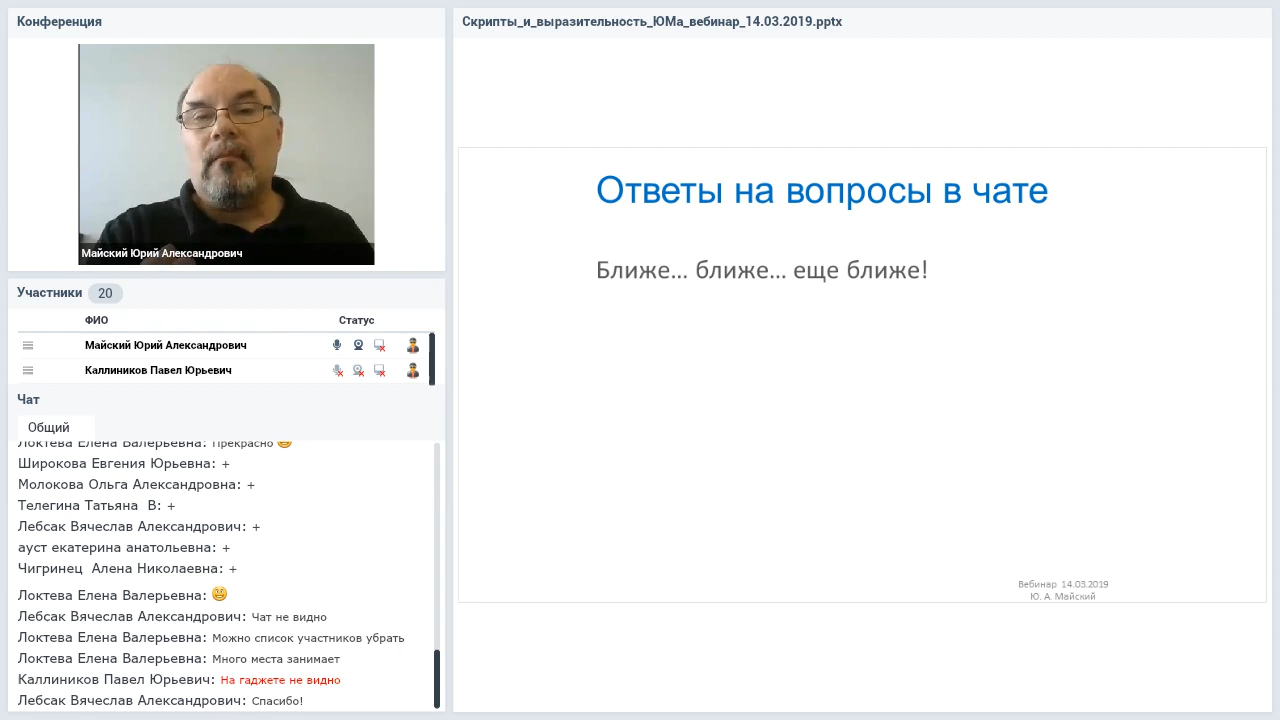 Конференция
Майский Юрий Александрович
Участники 20
ФИО Статус
Майский Юрий Александрович
Каллиников Павел Юрьевич
Чат
Общий
Локтева Елена Валерьевна: Прекрасно
Широкова Евгения Юрьевна: +
Молокова Ольга Александровна: +
Телегина Татьяна  В: +
Лебсак Вячеслав Александрович: +
ауст екатерина анатольевна: +
Чигринец  Алена Николаевна: +
Локтева Елена Валерьевна:
Лебсак Вячеслав Александрович: Чат не видно
Локтева Елена Валерьевна: Можно список участников убрать
Локтева Елена Валерьевна: Много места занимает
Каллиников Павел Юрьевич: На гаджете не видно
Лебсак Вячеслав Александрович: Спасибо!
Скрипты_и_выразительность_ЮМа_вебинар_14.03.2019.pptx
Ответы на вопросы в чате
Ближе... ближе... еще ближе!
Вебинар 14.03.2019
Ю. А. Майский